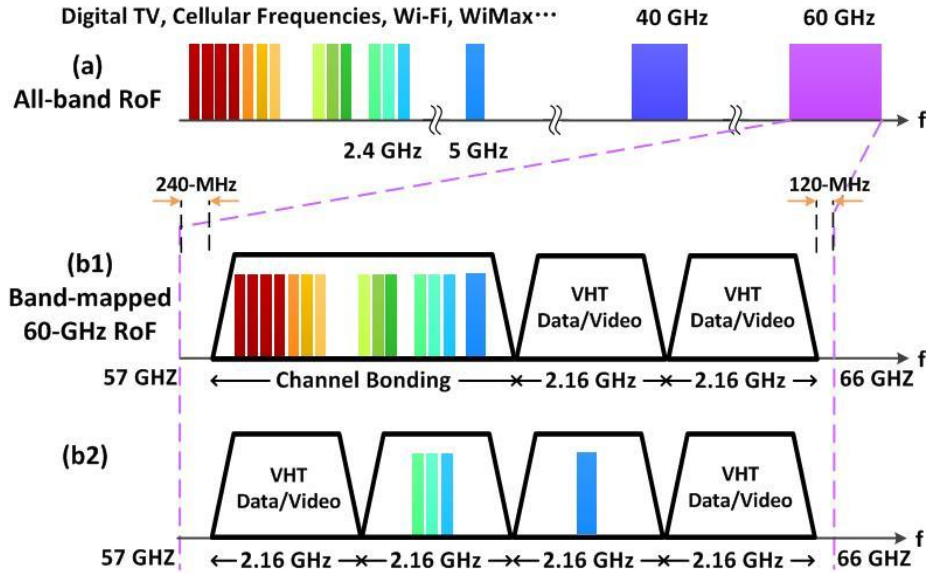 Digital TV, Cellular Frequencies, Wi-Fi, WiMax···
40 GHz
60 GHz
(a)
All-band RoF
f
2.4 GHz
5 GHz
240-MHz
120-MHz
(b1)
Band-mapped
60-GHz RoF
VHT
Data/Video
VHT
Data/Video
f
57 GHZ
Channel Bonding
2.16 GHz
2.16 GHz
66 GHZ
(b2)
VHT
Data/Video
VHT
Data/Video
f
57 GHZ
2.16 GHz
2.16 GHz
2.16 GHz
2.16 GHz
66 GHZ